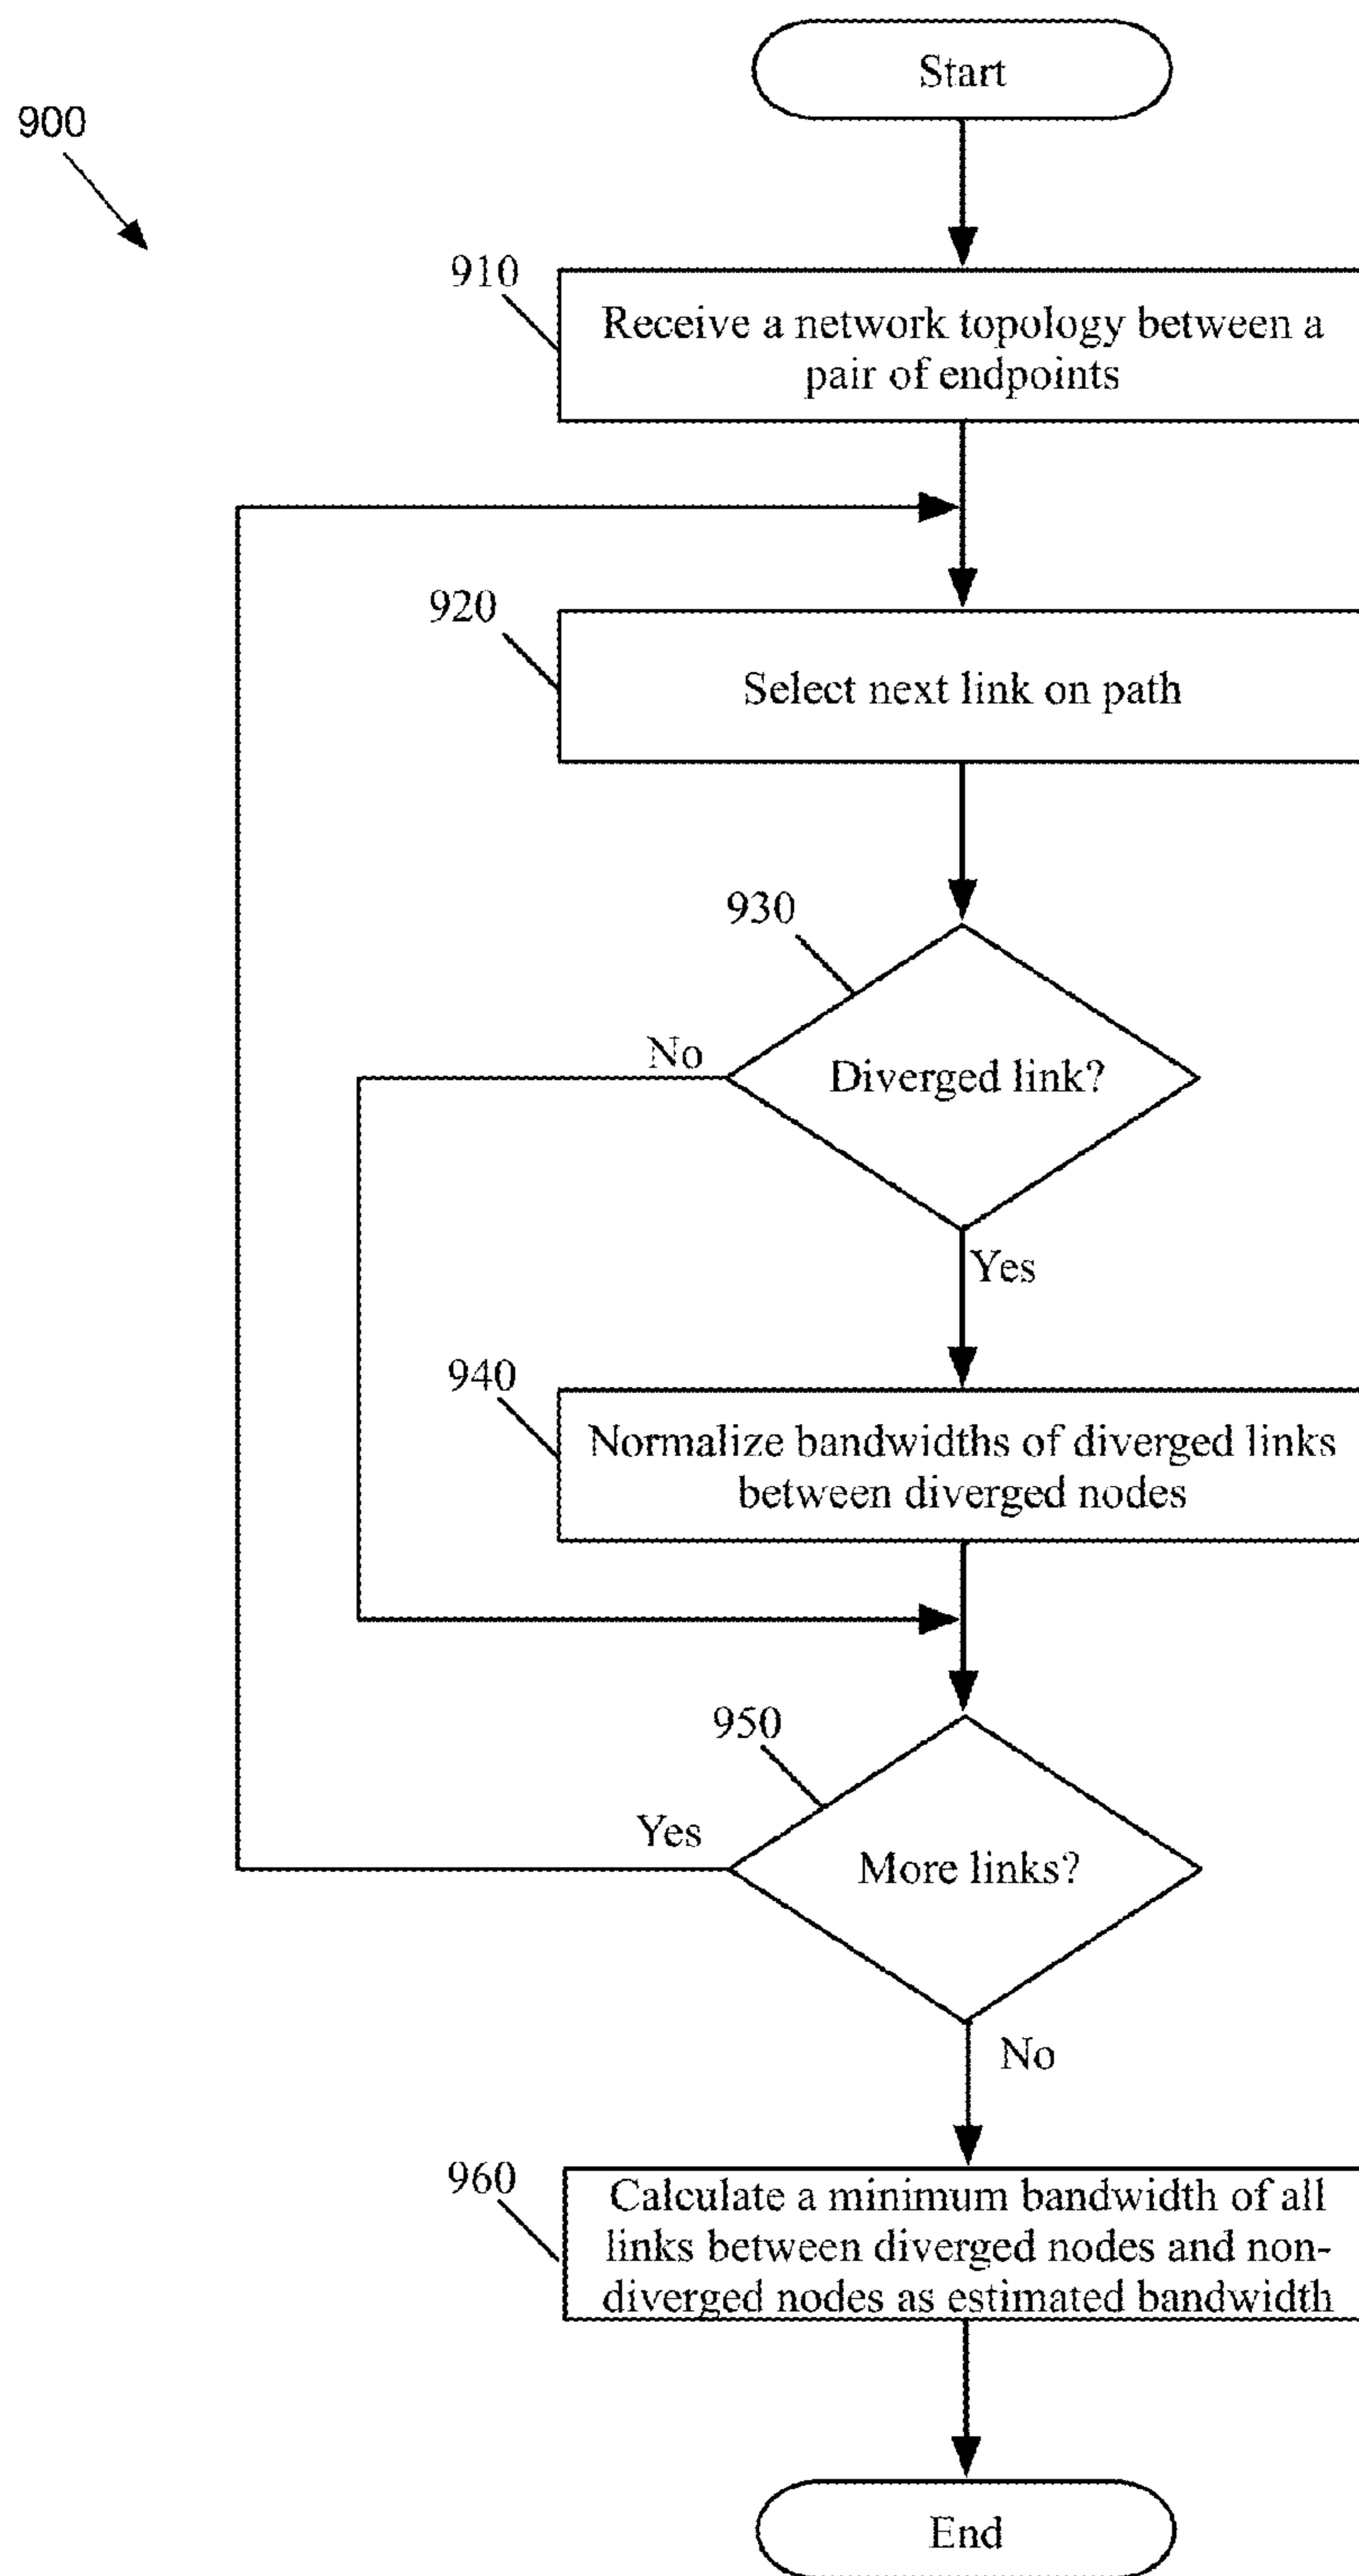 Start
900
910
Receive a network topology between a
pair of endpoints
920
Select next link on path
930
No
Diverged link?
Yes
940
Normalize bandwidths of diverged links
between diverged nodes
950
Yes
More links?
No
960
Calculate a minimum bandwidth of all
links between diverged nodes and non-
diverged nodes as estimated bandwidth
End